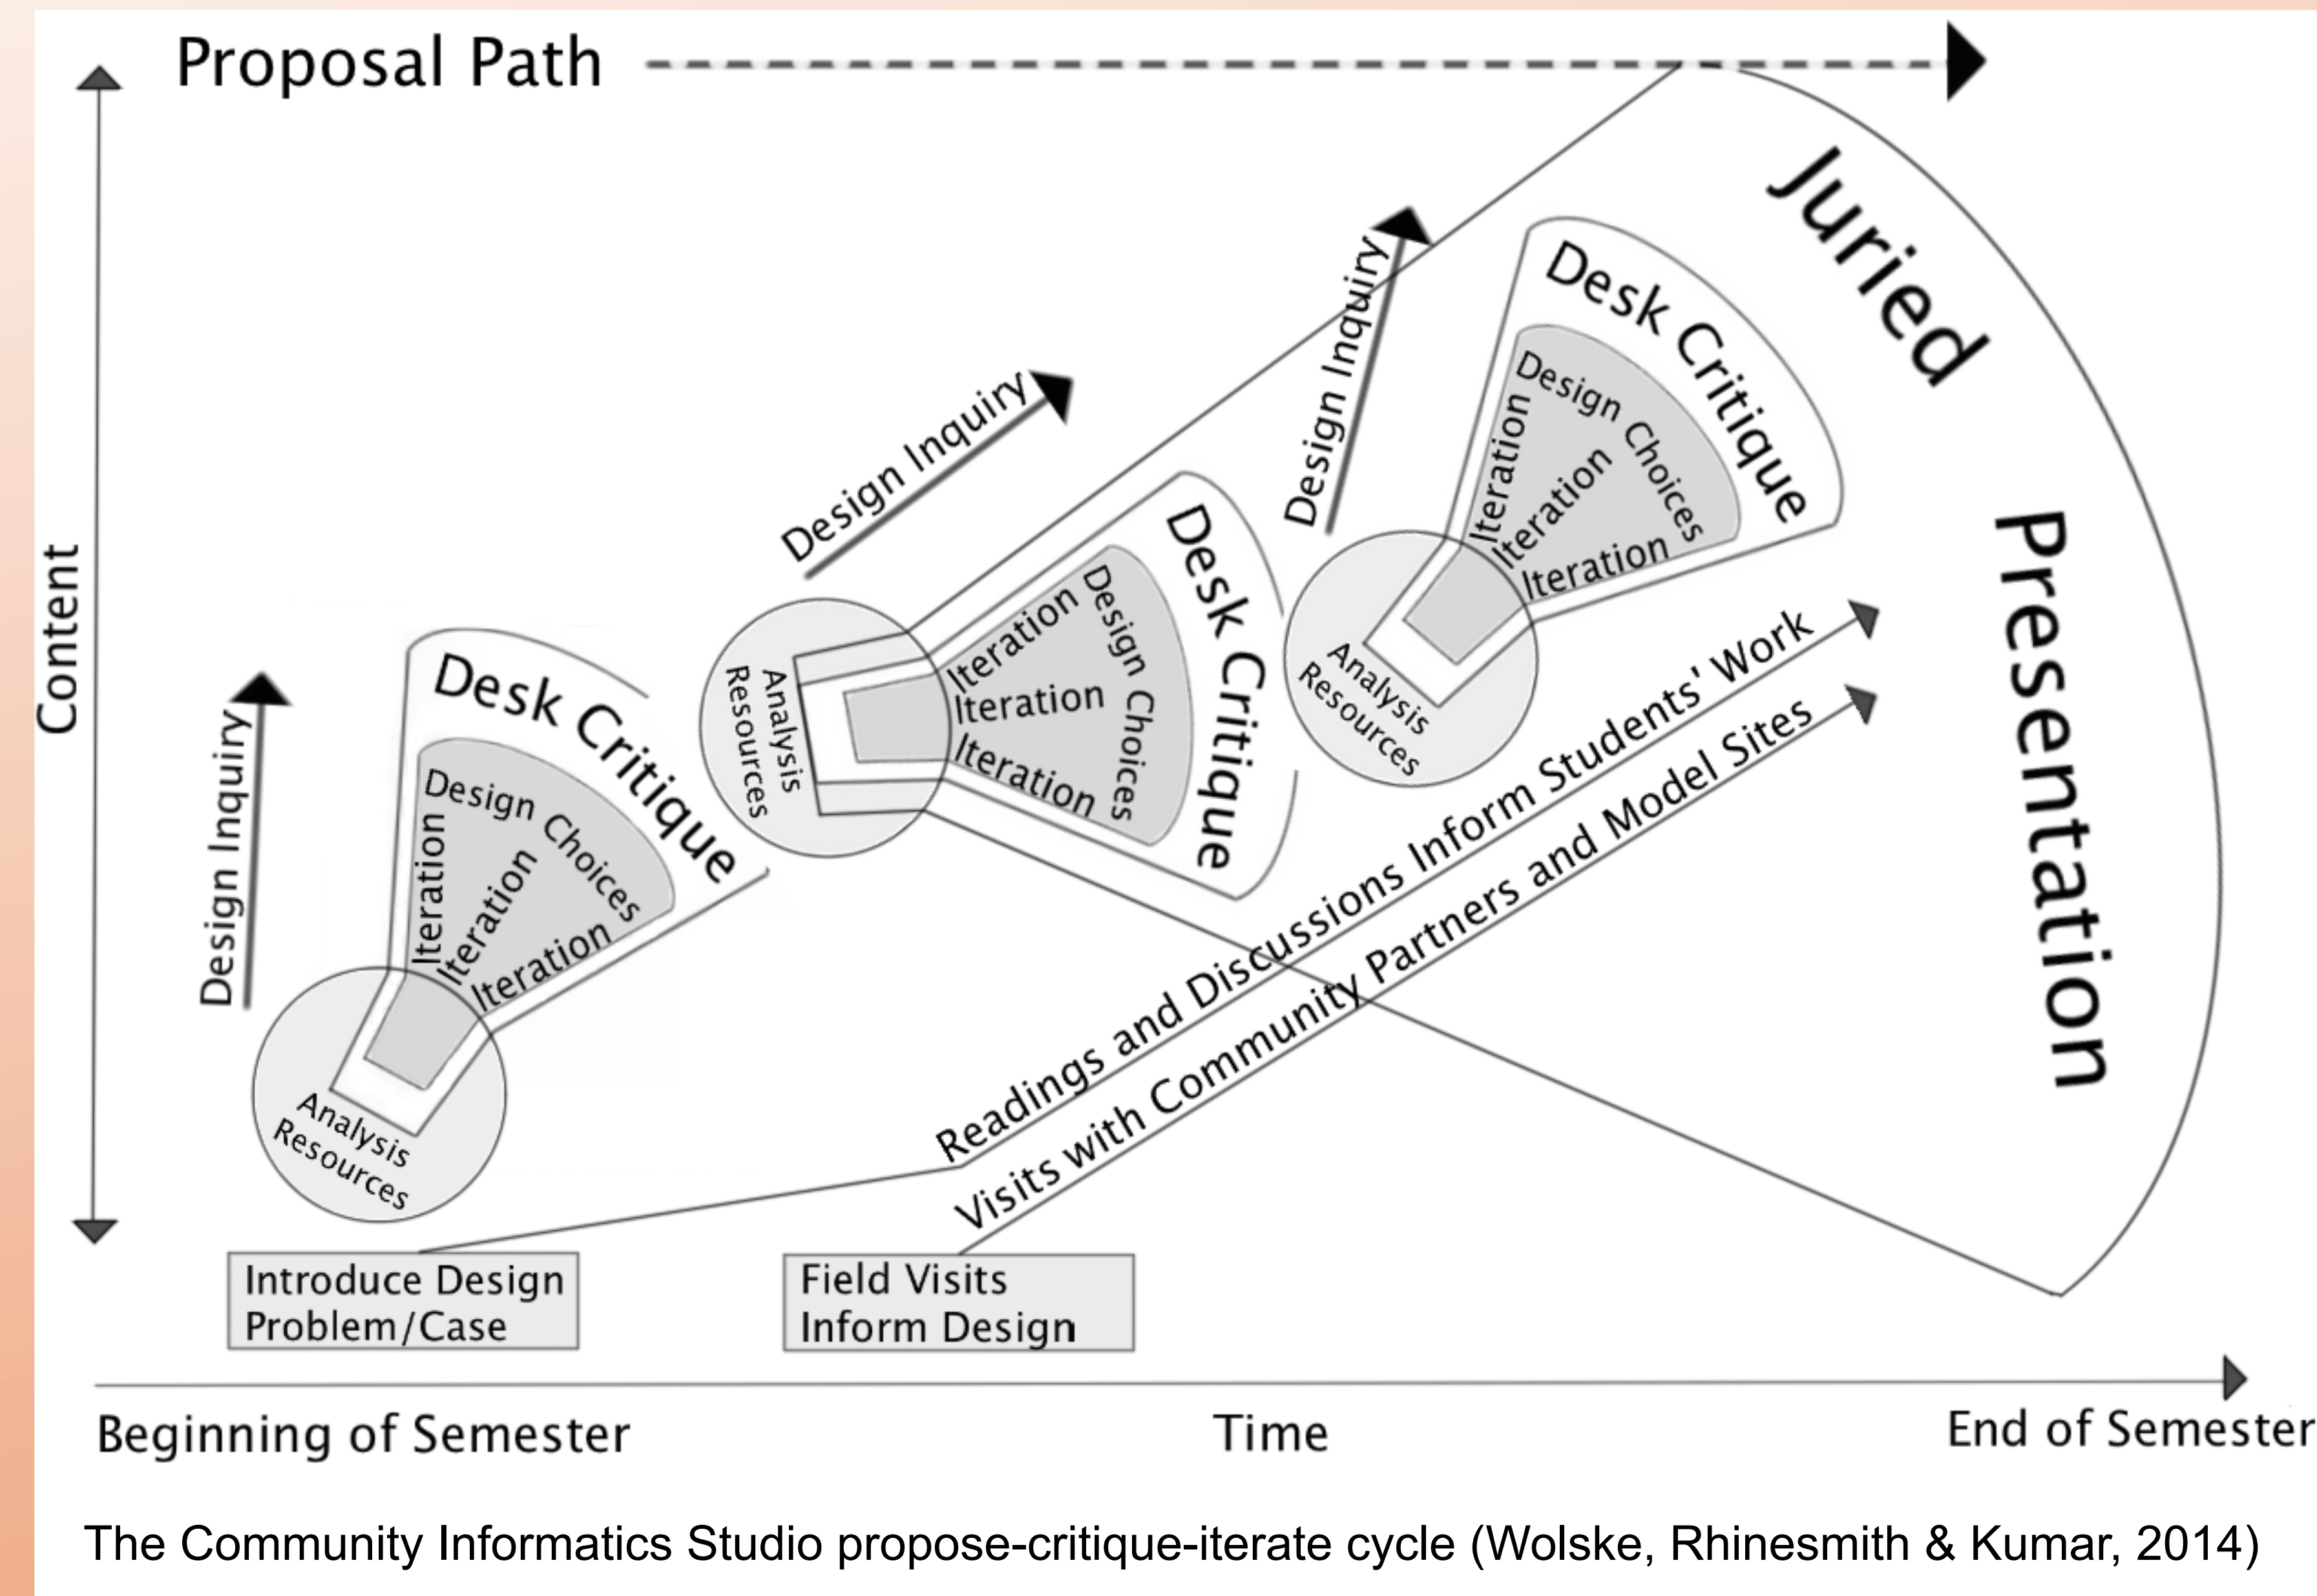 Proposal Path
Content
Design Inquiry
Desk Critique
Design Choices
Iteration
Iteration
Iteration
Analysis
Resources
Design Inquiry
Desk Critique
Design Choices
Iteration
Iteration
Iteration
Analysis
Resources
Design Inquiry
Desk Critique
Design Choices
Iteration
Iteration
Iteration
Analysis
Resources
Juried
Presentation
Readings and Discussions Inform Students' Work
Visits with Community Partners and Model Sites
Introduce Design
Problem/Case
Field Visits
Inform Design
Beginning of Semester
Time
End of Semester
The Community Informatics Studio propose-critique-iterate cycle (Wolske, Rhinesmith & Kumar, 2014)